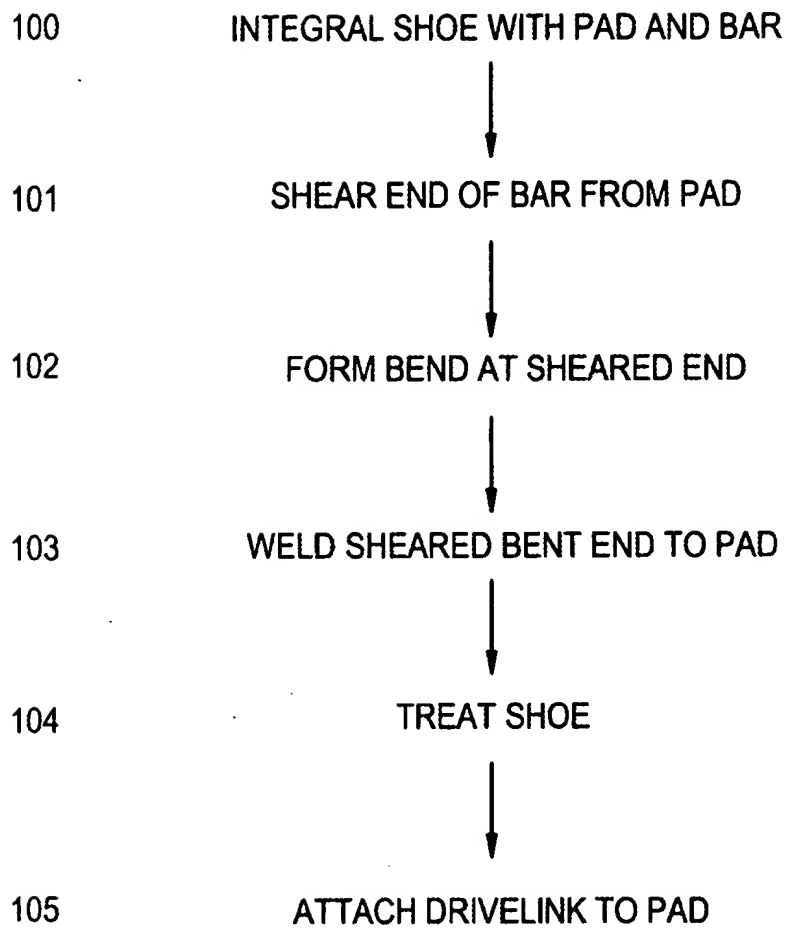 100 INTEGRAL SHOE WITH PAD AND BAR
101 SHEAR END OF BAR FROM PAD
102 FORM BEND AT SHEARED END
103 WELD SHEARED BENT END TO PAD
104 TREAT SHOE
105 ATTACH DRIVELINK TO PAD